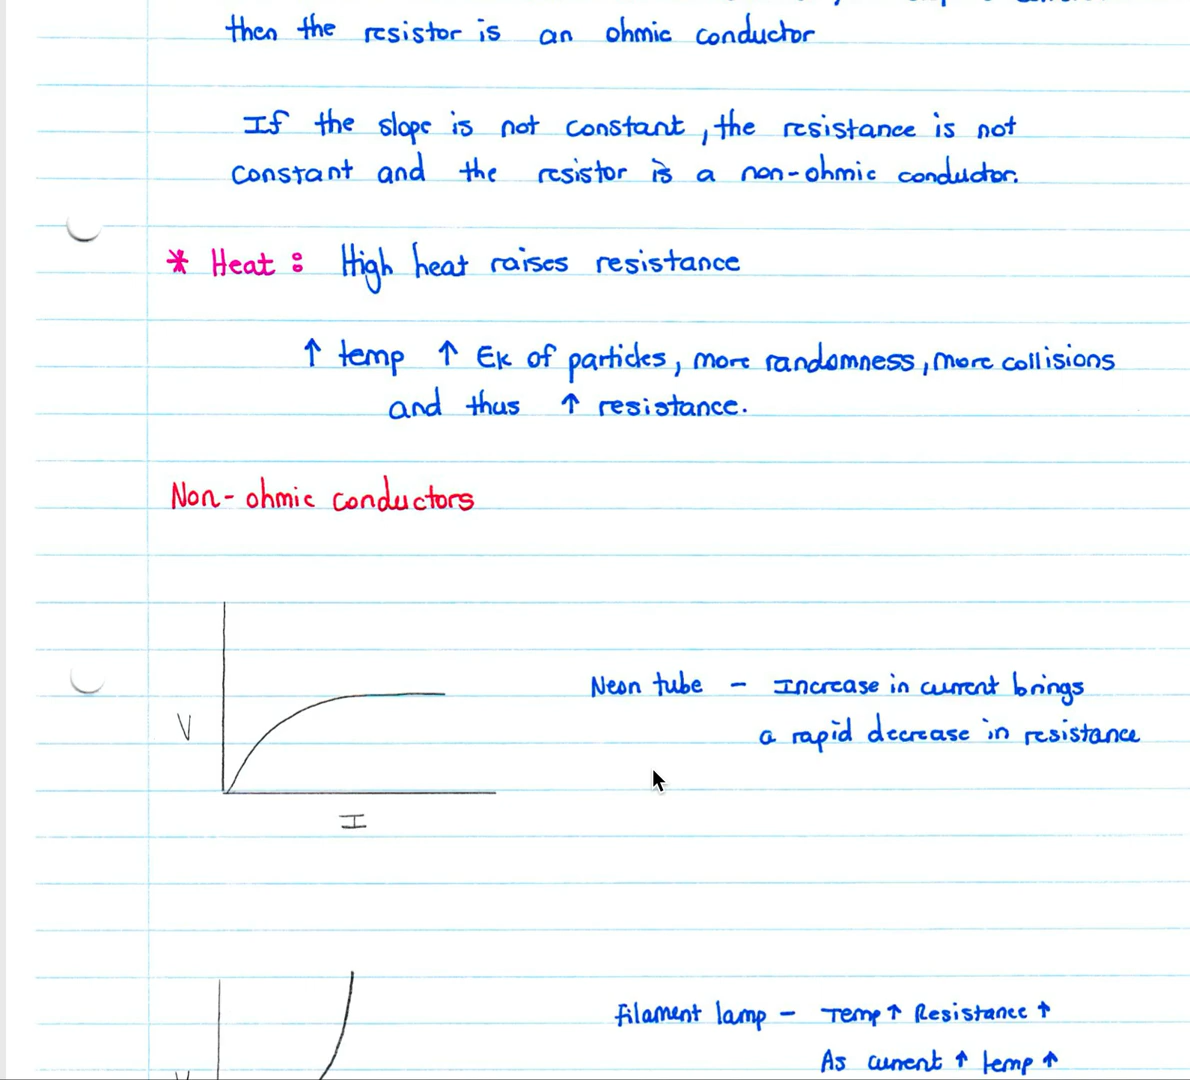 then the resistor is an ohmic conductor
If the slope is not constant, the resistance is not
constant and the resistor is a non-ohmic conductor.
* Heat: High heat raises resistance
↑ temp ↑ Ek of particles, more randomness, more collisions
and thus ↑ resistance.
Non-ohmic conductors
V
I
Neon tube - Increase in current brings
a rapid decrease in resistance
filament lamp - Temp ↑ Resistance ↑
As current ↑ temp ↑
V